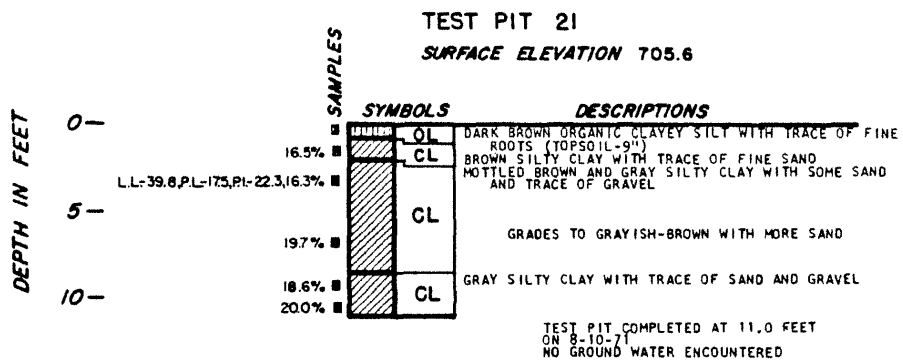 TEST PIT 21
SURFACE ELEVATION 705.6
DEPTH IN FEET
SAMPLES
SYMBOLS
DESCRIPTIONS
0
OL
DARK BROWN ORGANIC CLAYEY SILT WITH TRACE OF FINE
ROOTS (TOPSOIL-9")
16.5%
CL
BROWN SILTY CLAY WITH TRACE OF FINE SAND
MOTTLED BROWN AND GRAY SILTY CLAY WITH SOME SAND
AND TRACE OF GRAVEL
L.L.-39.8,P.L.-17.5,P.I.-22.3,16.3%
5
CL
GRADES TO GRAYISH-BROWN WITH MORE SAND
19.7%
GRAY SILTY CLAY WITH TRACE OF SAND AND GRAVEL
18.6%
10
CL
20.0%
TEST PIT COMPLETED AT 11.0 FEET
ON 8-10-71
NO GROUND WATER ENCOUNTERED